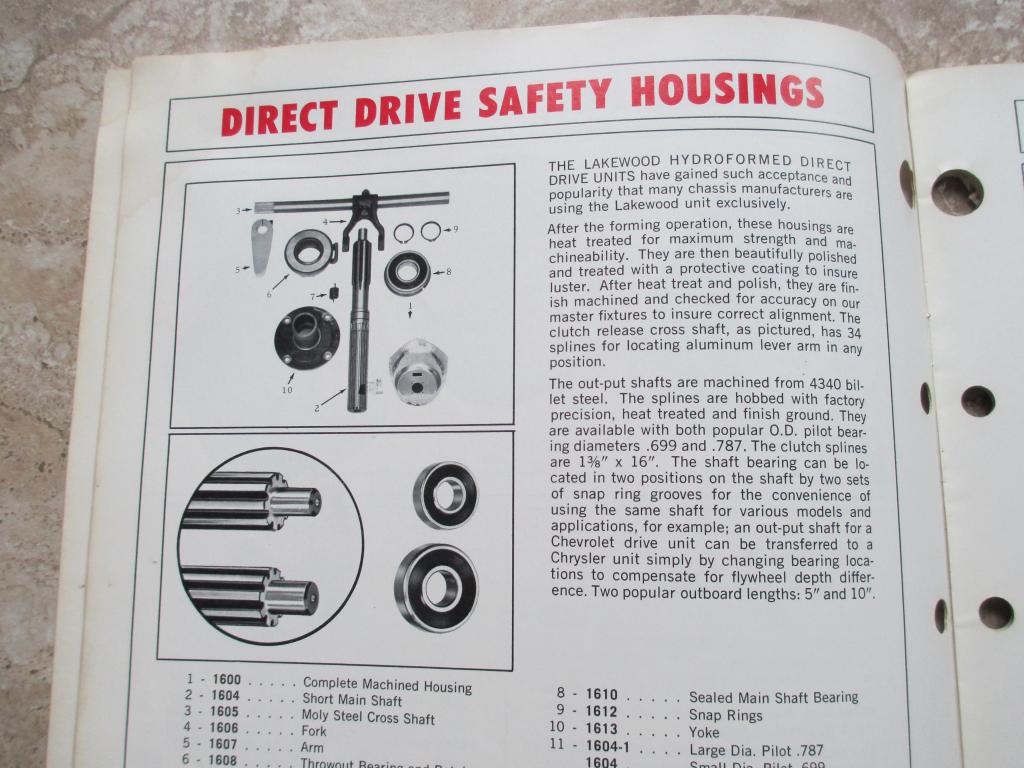 DIRECT DRIVE SAFETY HOUSINGS
3
4
9
5
6
8
7
1
10
2
THE LAKEWOOD HYDROFORMED DIRECT
DRIVE UNITS have gained such acceptance and
popularity that many chassis manufacturers are
using the Lakewood unit exclusively.
After the forming operation, these housings are
heat treated for maximum strength and ma-
chineability. They are then beautifully polished
and treated with a protective coating to insure
luster. After heat treat and polish, they are fin-
ish machined and checked for accuracy on our
master fixtures to insure correct alignment. The
clutch release cross shaft, as pictured, has 34
splines for locating aluminum lever arm in any
position.
The out-put shafts are machined from 4340 bil-
let steel. The splines are hobbed with factory
precision, heat treated and finish ground. They
are available with both popular O.D. pilot bear-
ing diameters .699 and .787. The clutch splines
are 1⅜" x 16". The shaft bearing can be lo-
cated in two positions on the shaft by two sets
of snap ring grooves for the convenience of
using the same shaft for various models and
applications, for example; an out-put shaft for a
Chevrolet drive unit can be transferred to a
Chrysler unit simply by changing bearing loca-
tions to compensate for flywheel depth differ-
ence. Two popular outboard lengths: 5" and 10".
1 - 1600 ..... Complete Machined Housing
2 - 1604 ..... Short Main Shaft
3 - 1605 ..... Moly Steel Cross Shaft
4 - 1606 ..... Fork
5 - 1607 ..... Arm
6 - 1608 ..... Throwout Bearing and
8 - 1610 ..... Sealed Main Shaft Bearing
9 - 1612 ..... Snap Rings
10 - 1613 ..... Yoke
11 - 1604-1 .... Large Dia. Pilot .787
1604 Small Dia. Pilot .699